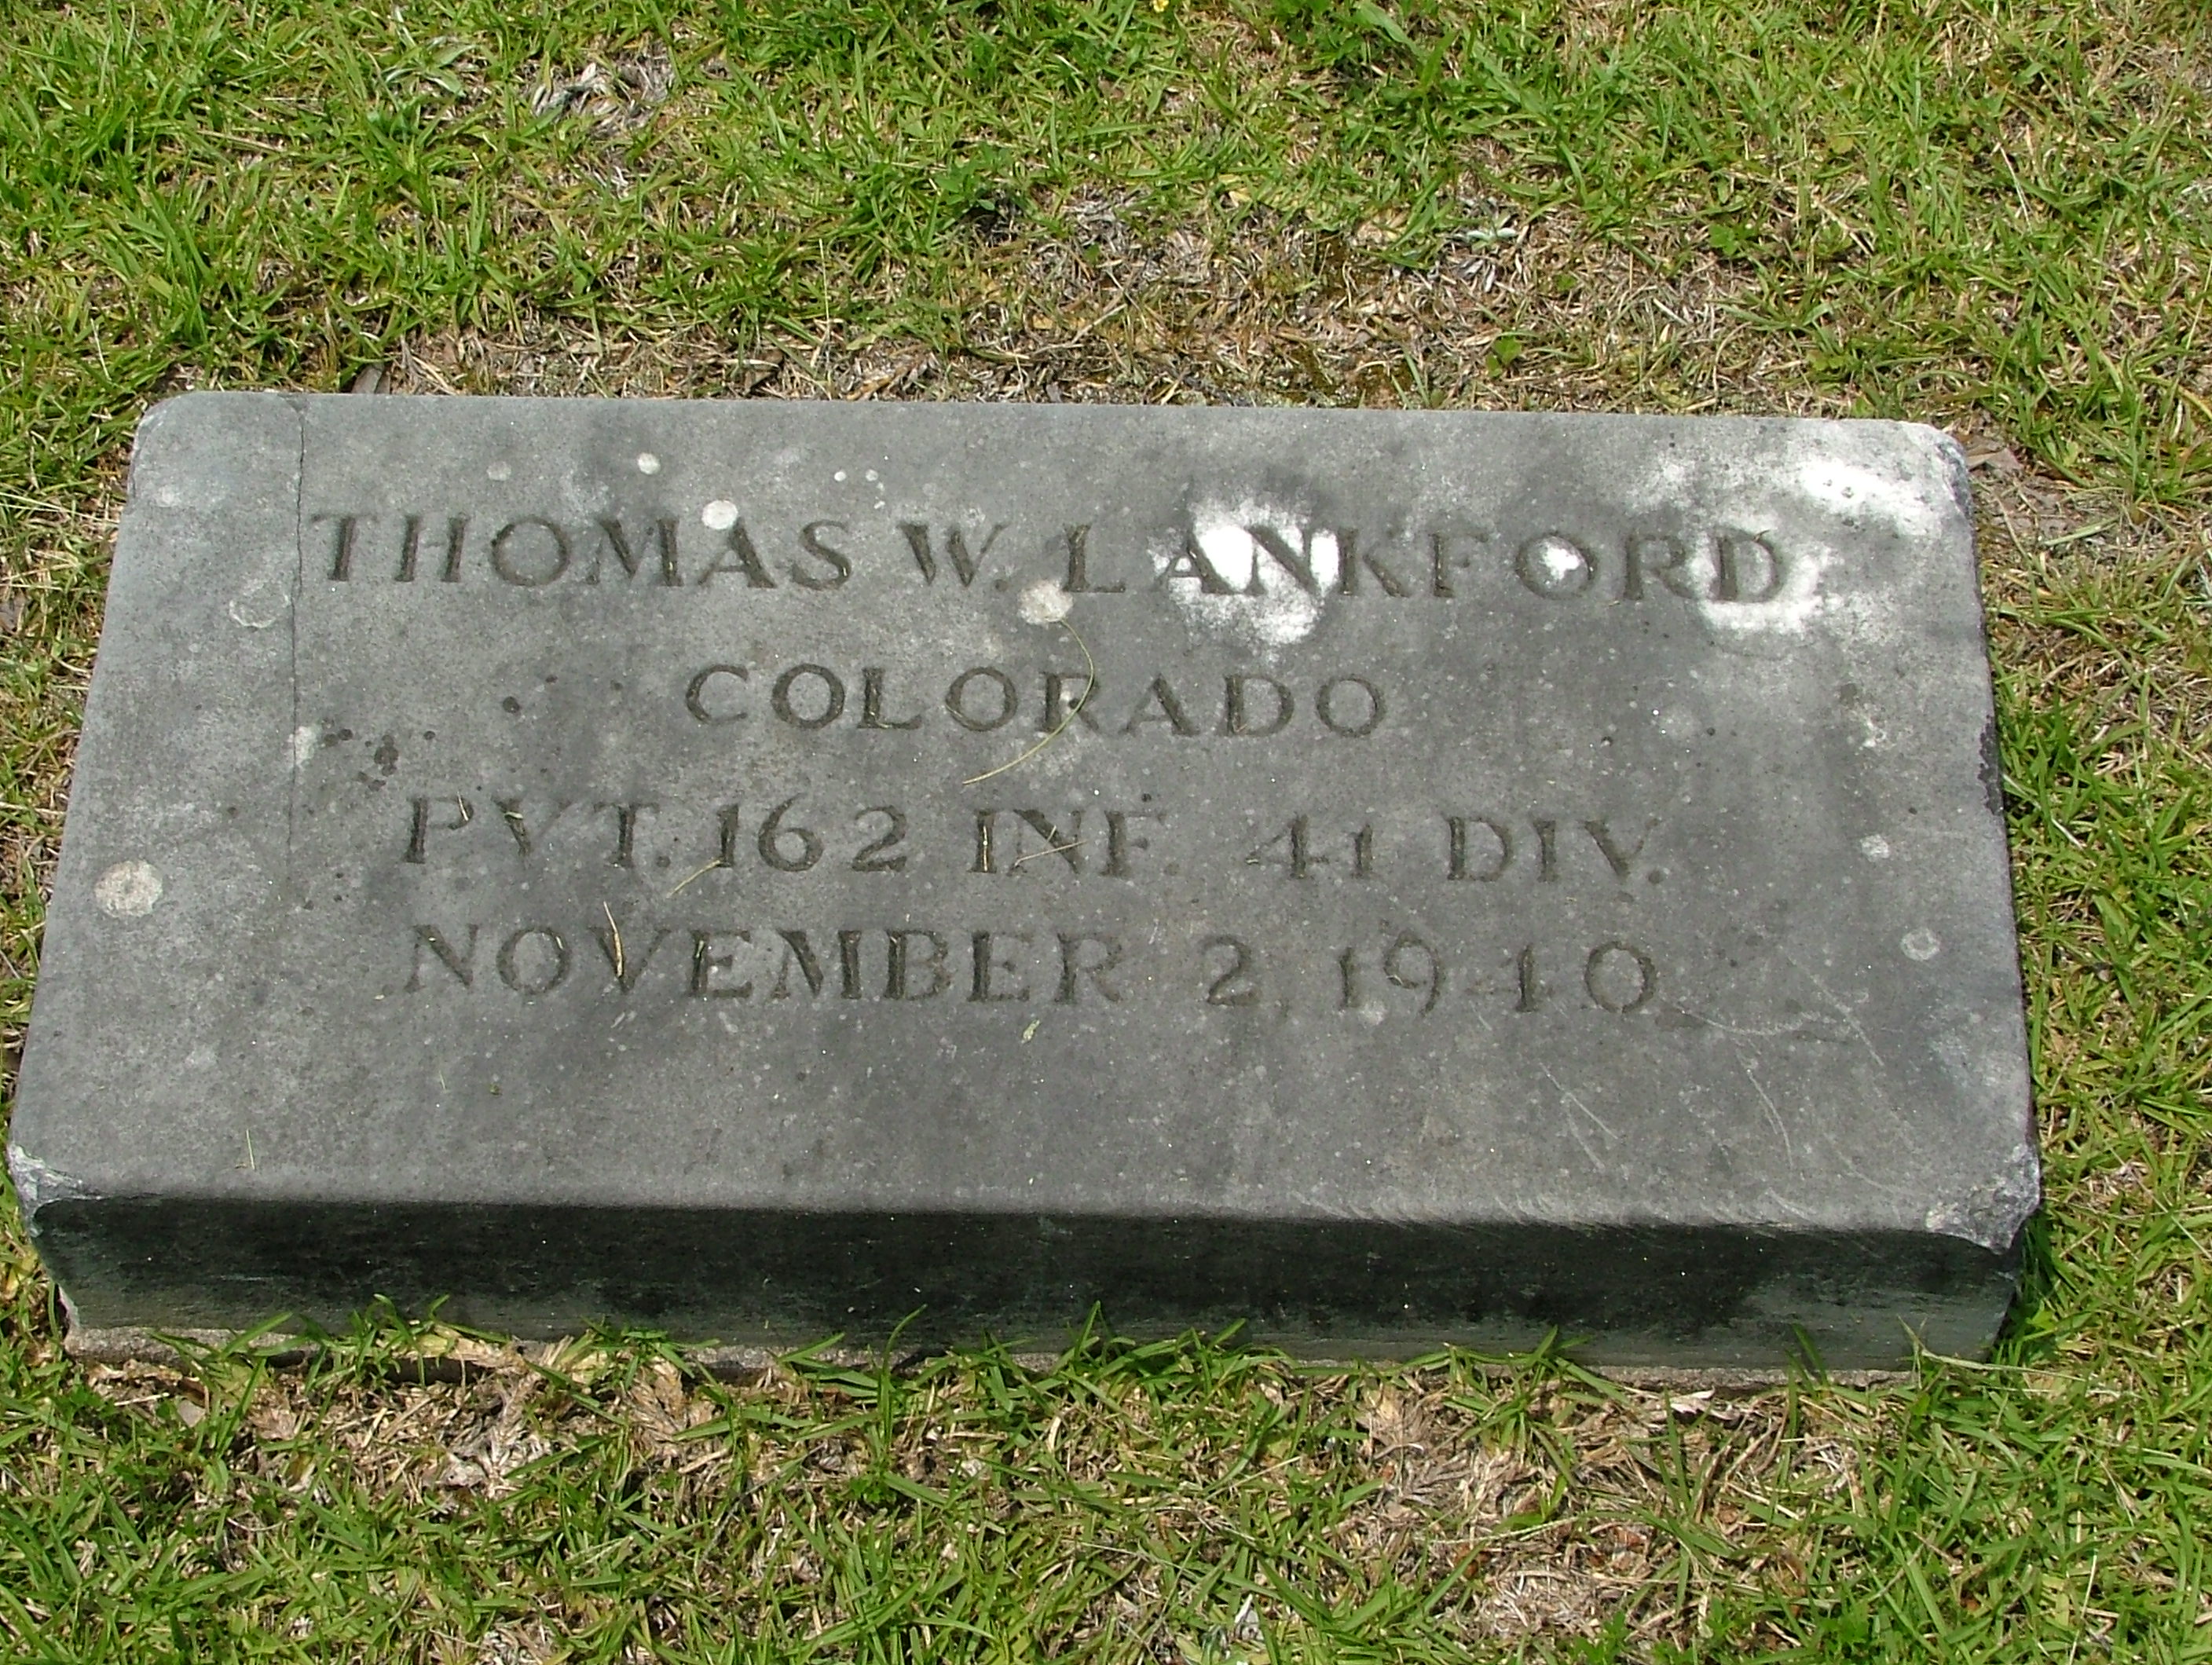 THOMAS W. LANKFORD
COLORADO
PVT. 162 INF. 41 DIV.
NOVEMBER 2, 1940